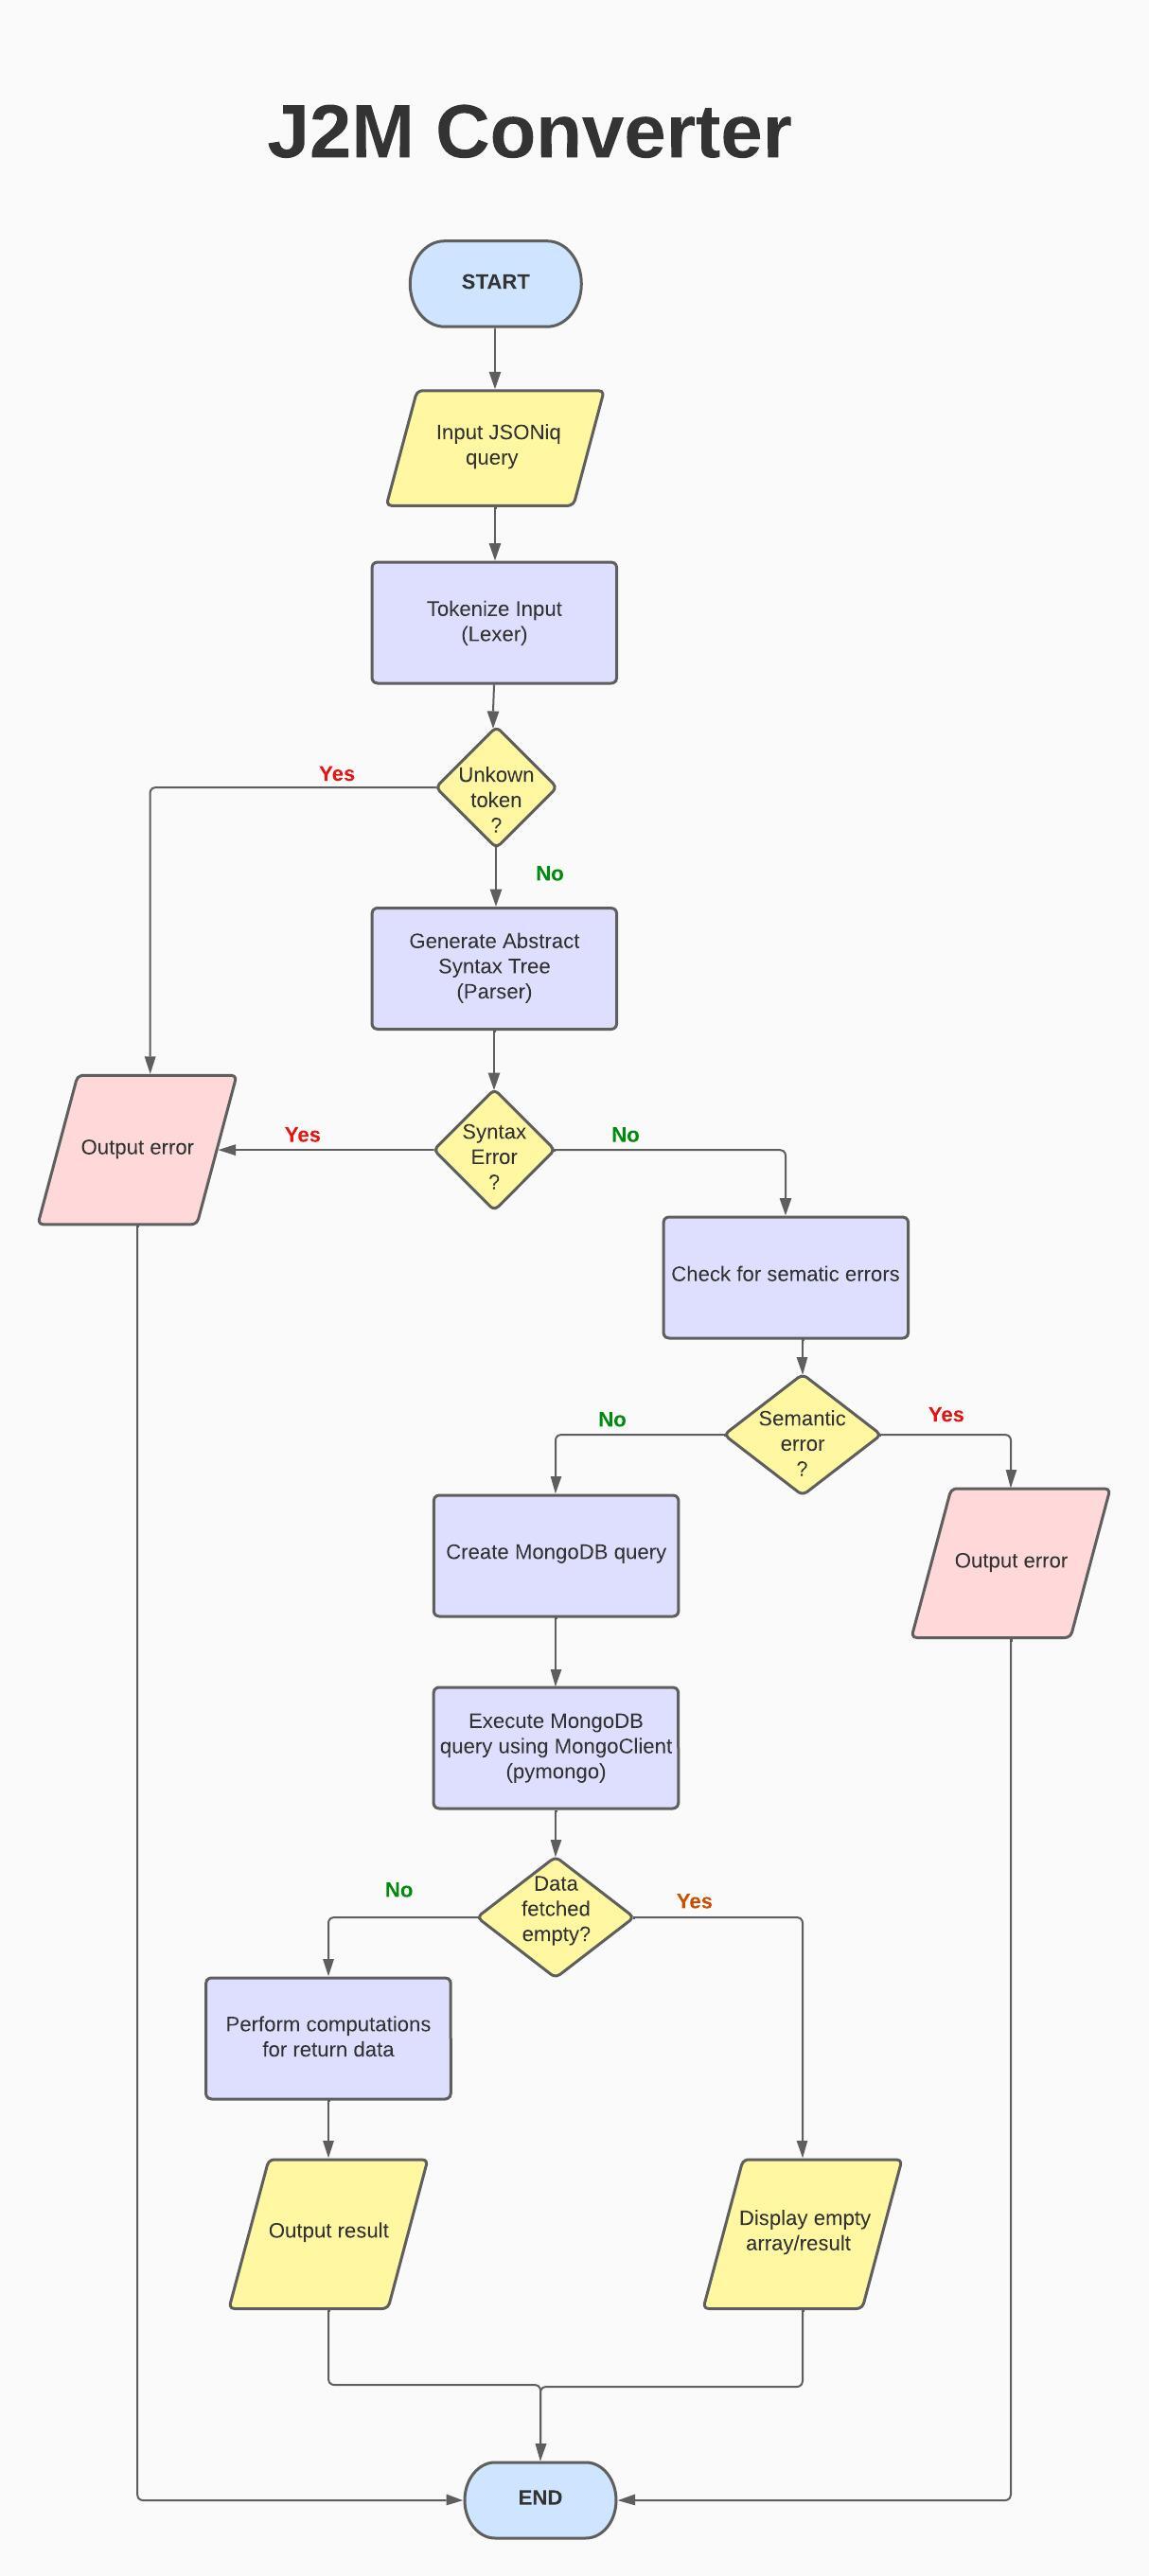 J2M Converter
START
Input JSONiq
query
Tokenize Input
(Lexer)
Yes
Unkown
token
?
No
Generate Abstract
Syntax Tree
(Parser)
Output error
Yes
Syntax
Error
?
No
Check for sematic errors
No
Semantic
error
?
Yes
Create MongoDB query
Output error
Execute MongoDB
query using MongoClient
(pymongo)
No
Data
fetched
empty?
Yes
Perform computations
for return data
Output result
Display empty
array/result
END